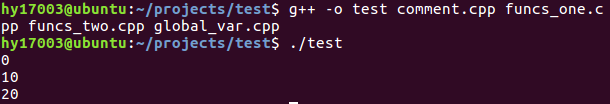 hy17003@ubuntu:~/projects/test$ g++ -o test comment.cpp funcs_one.c
pp funcs_two.cpp global_var.cpp
hy17003@ubuntu:~/projects/test$ ./test
0
10
20